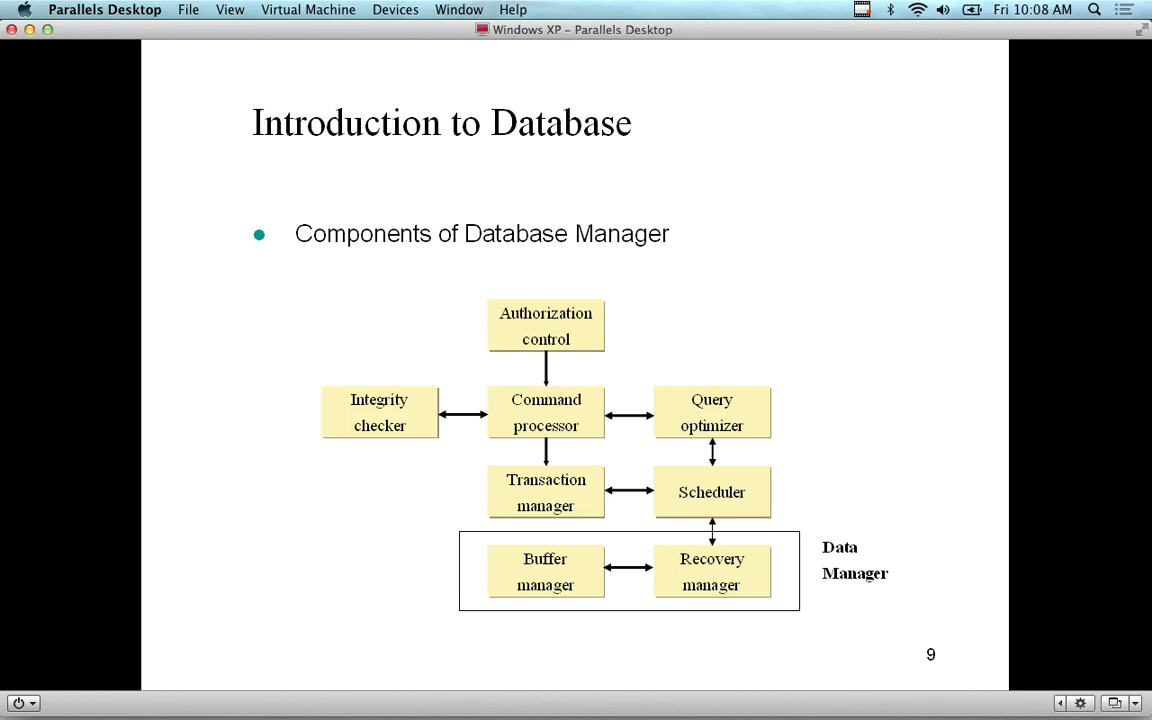 Parallels Desktop File View Virtual Machine Devices Window Help Fri 10:08 AM
Windows XP – Parallels Desktop
Introduction to Database
Components of Database Manager
Authorization
control
Integrity
checker
Command
processor
Query
optimizer
Transaction
manager
Scheduler
Buffer
manager
Recovery
manager
Data
Manager
9